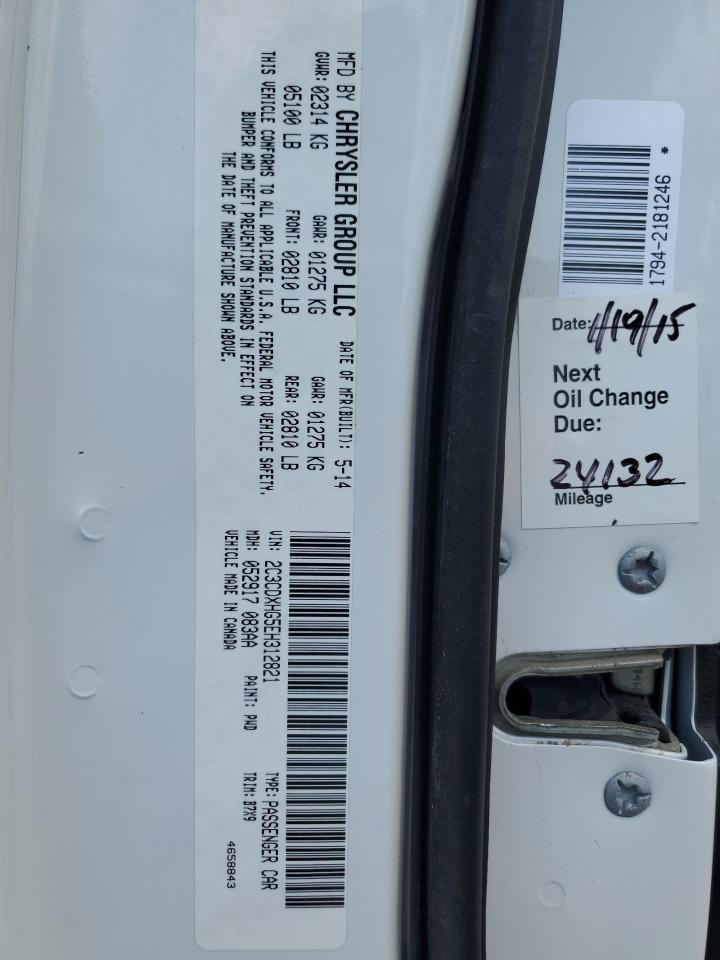 MFD BY CHRYSLER GROUP LLC DATE OF MFR(BUILT): 5-14
GVWR: 02314 KG GAWR: 01275 KG GAWR: 01275 KG
05100 LB FRONT: 02810 LB REAR: 02810 LB
THIS VEHICLE CONFORMS TO ALL APPLICABLE U.S.A. FEDERAL MOTOR VEHICLE SAFETY,
BUMPER AND THEFT PREVENTION STANDARDS IN EFFECT ON
THE DATE OF MANUFACTURE SHOWN ABOVE.
VIN: 2C3CDXHG5EH312821 TYPE: PASSENGER CAR
MDH: 052917 083AA PAINT: PWD TRIM: B7X9
VEHICLE MADE IN CANADA 4658843
1794-2181246 *
Date: 1/19/15
Next
Oil Change
Due:
24132
Mileage